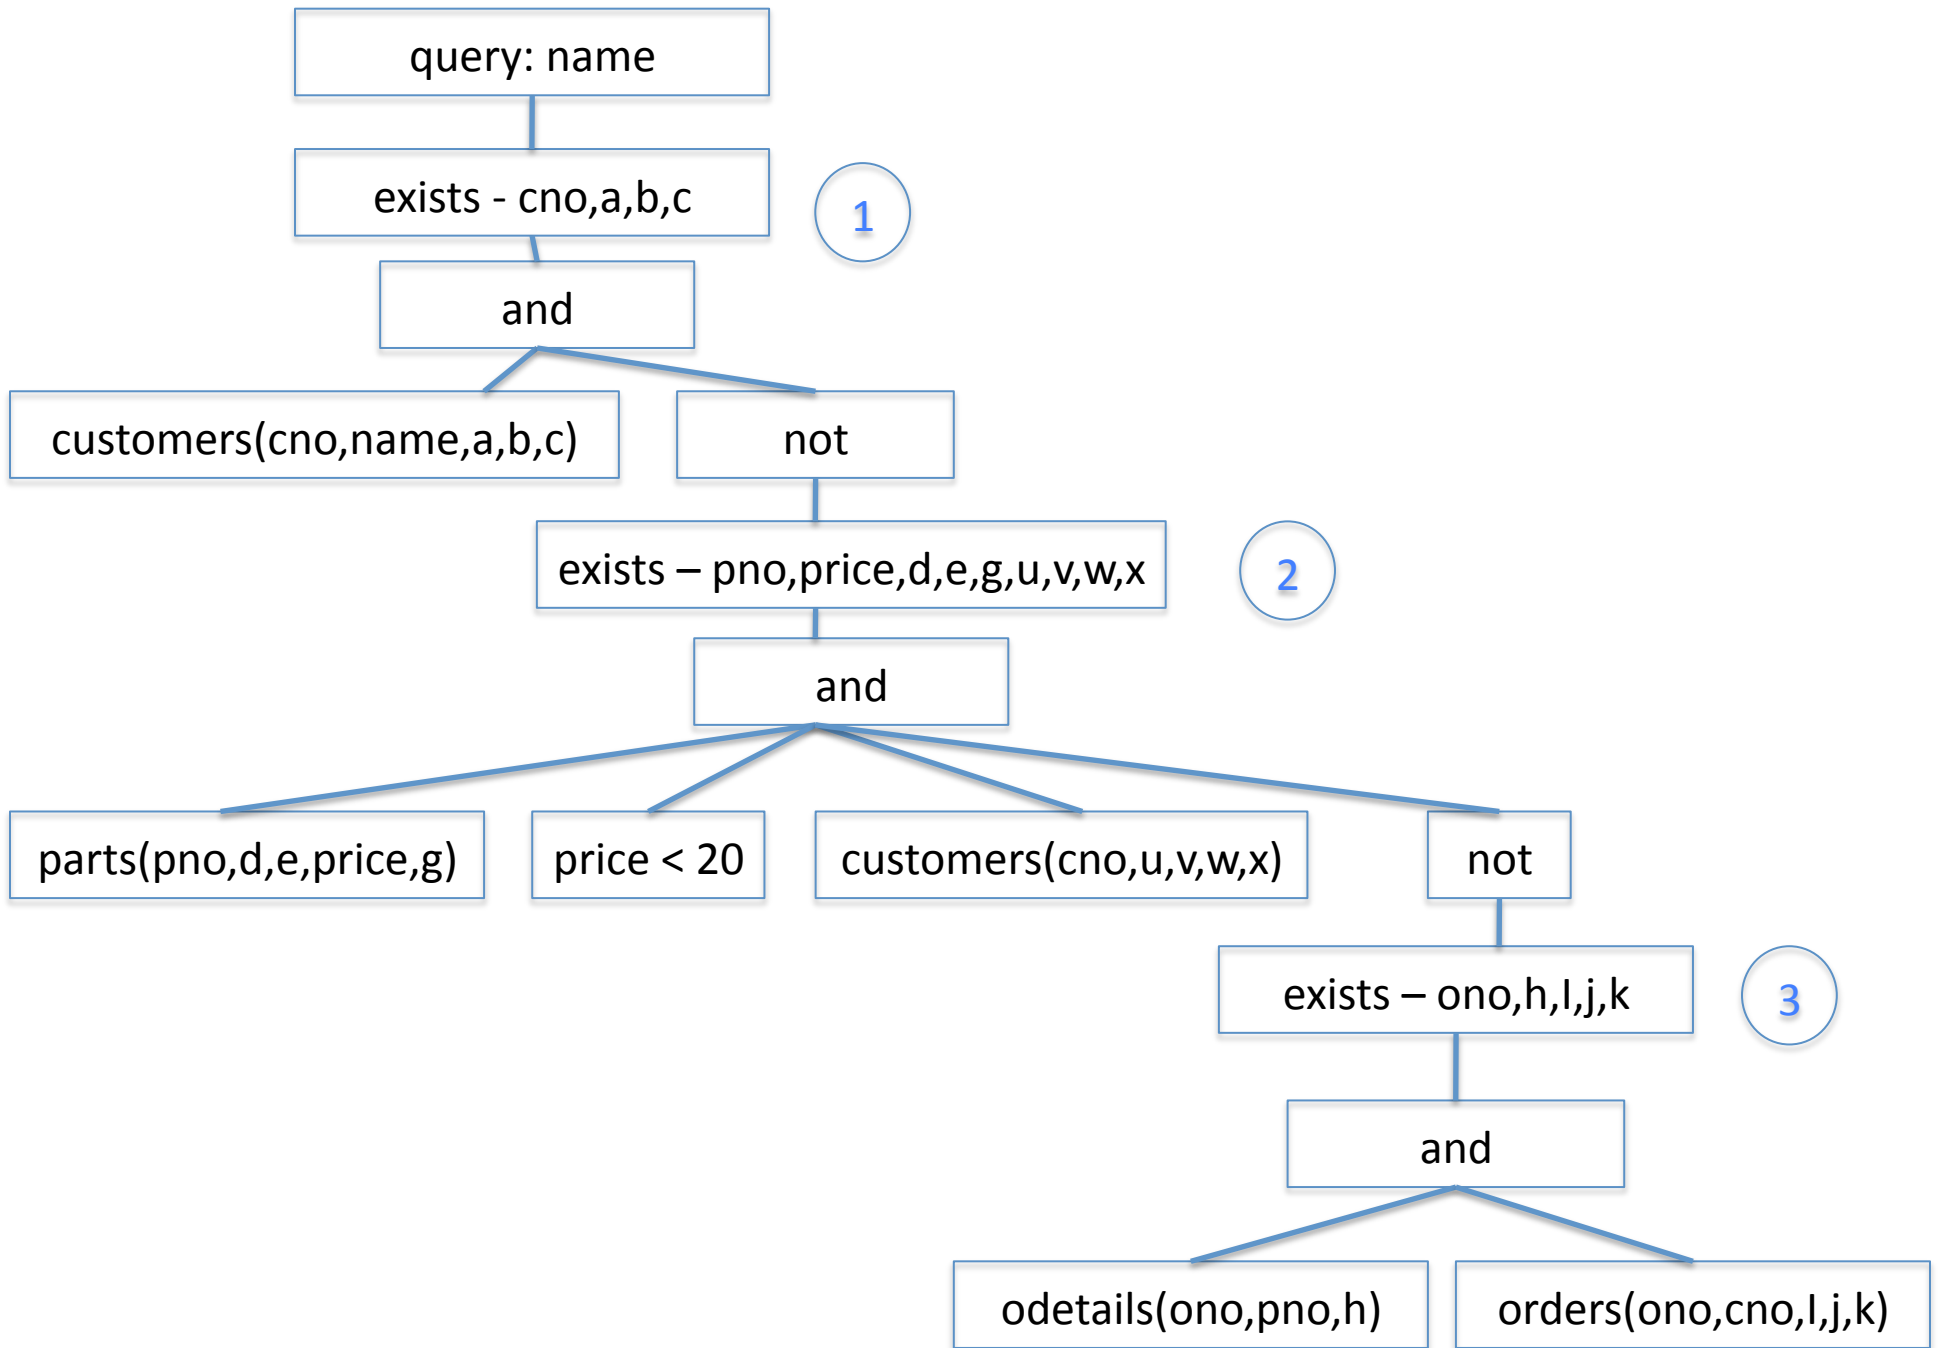 query: name
exists - cno,a,b,c
1
and
customers(cno,name,a,b,c)
not
exists – pno,price,d,e,g,u,v,w,x
2
and
parts(pno,d,e,price,g)
price < 20
customers(cno,u,v,w,x)
not
exists – ono,h,I,j,k
3
and
odetails(ono,pno,h)
orders(ono,cno,I,j,k)